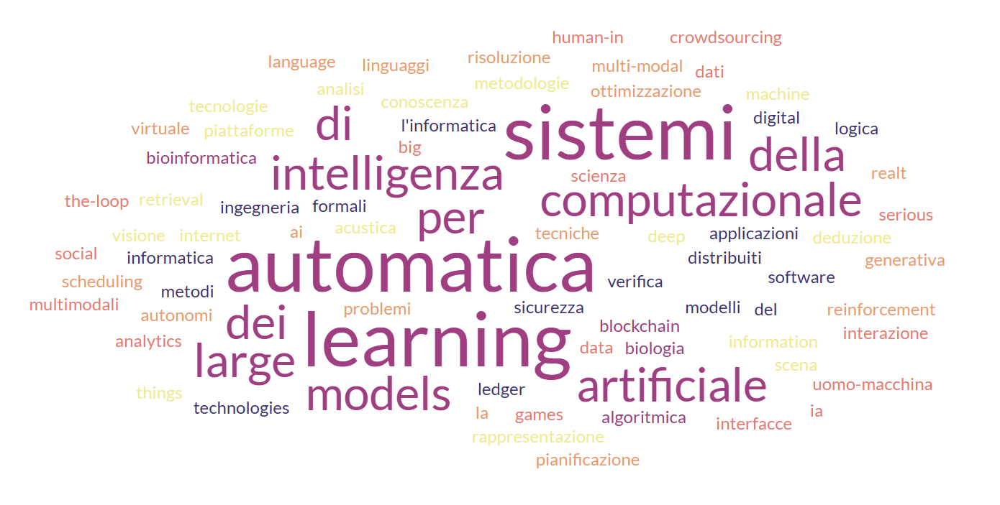 human-in crowdsourcing
language linguaggi risoluzione multi-modal dati
analisi metodologie ottimizzazione machine
tecnologie conoscenza
di l'informatica sistemi digital logica
virtuale piattaforme
bioinformatica big della
intelligenza scienza realt
the-loop retrieval ingegneria formali computazionale serious
per
visione internet ai acustica tecniche deep applicazioni deduzione
social informatica automatica distribuiti generativa
scheduling metodi verifica software
multimodali autonomi problemi sicurezza modelli del reinforcement
dei blockchain interazione
analytics learning data biologia information
large scena
things models ledger artificiale uomo-macchina
technologies la games algoritmica interfacce ia
rappresentazione
pianificazione